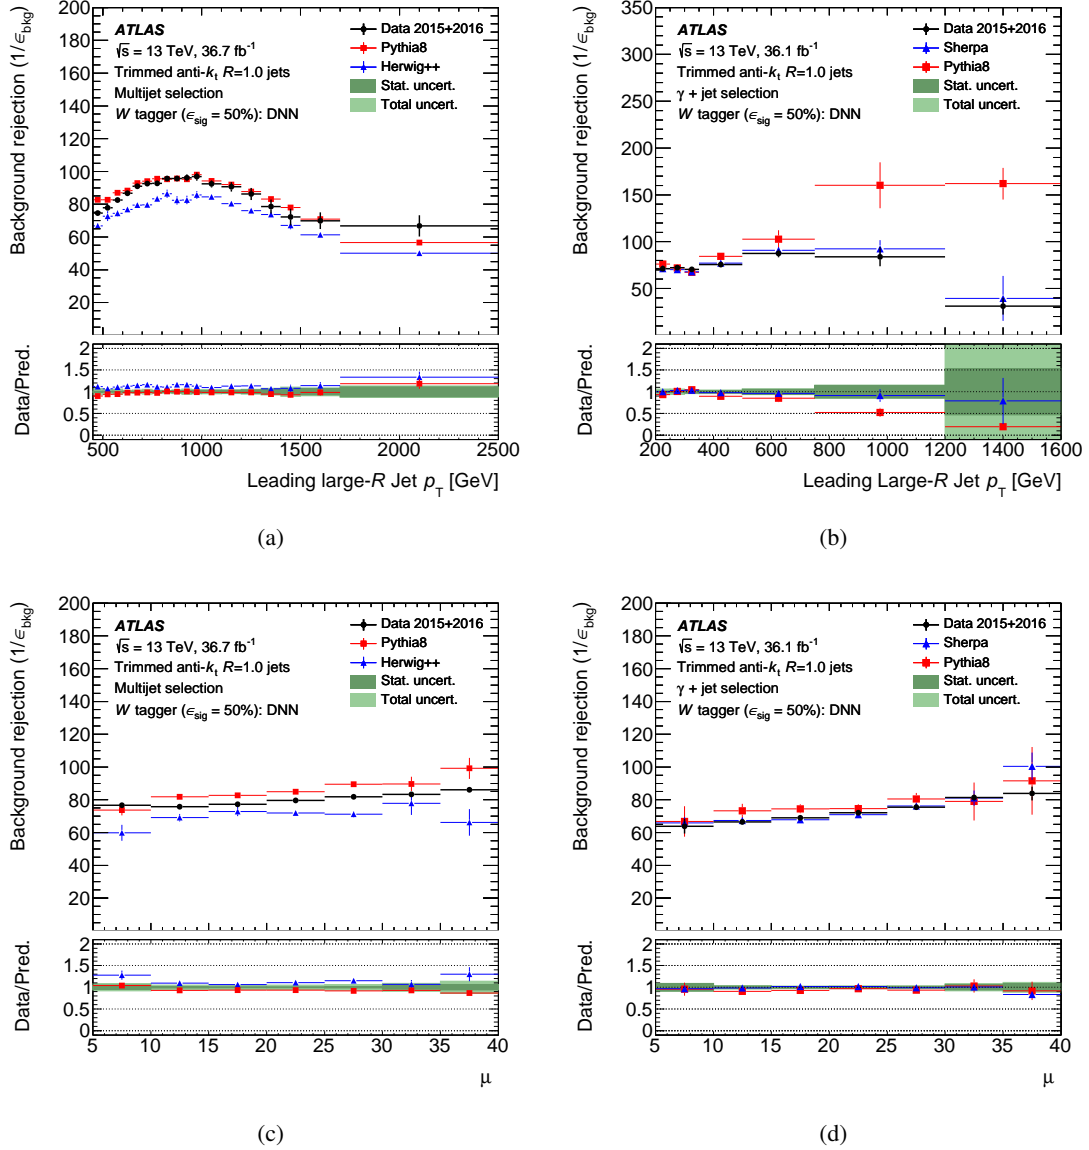 ATLAS
√s = 13 TeV, 36.7 fb⁻¹
Trimmed anti-kₜ R=1.0 jets
Multijet selection
W tagger (ϵ_sig = 50%): DNN
Data 2015+2016
Pythia8
Herwig++
Stat. uncert.
Total uncert.
Background rejection (1/ϵ_bkg)
200
180
160
140
120
100
80
60
40
20
Data/Pred.
2
1.5
1
0.5
0
500 1000 1500 2000 2500
Leading large-R Jet p_T [GeV]
(a)
ATLAS
√s = 13 TeV, 36.1 fb⁻¹
Trimmed anti-kₜ R=1.0 jets
γ + jet selection
W tagger (ϵ_sig = 50%): DNN
Data 2015+2016
Sherpa
Pythia8
Stat. uncert.
Total uncert.
Background rejection (1/ϵ_bkg)
350
300
250
200
150
100
50
Data/Pred.
2
1.5
1
0.5
0
200 400 600 800 1000 1200 1400 1600
Leading Large-R Jet p_T [GeV]
(b)
ATLAS
√s = 13 TeV, 36.7 fb⁻¹
Trimmed anti-kₜ R=1.0 jets
Multijet selection
W tagger (ϵ_sig = 50%): DNN
Data 2015+2016
Pythia8
Herwig++
Stat. uncert.
Total uncert.
Background rejection (1/ϵ_bkg)
200
180
160
140
120
100
80
60
40
20
Data/Pred.
2
1.5
1
0.5
0
5 10 15 20 25 30 35 40
μ
(c)
ATLAS
√s = 13 TeV, 36.1 fb⁻¹
Trimmed anti-kₜ R=1.0 jets
γ + jet selection
W tagger (ϵ_sig = 50%): DNN
Data 2015+2016
Sherpa
Pythia8
Stat. uncert.
Total uncert.
Background rejection (1/ϵ_bkg)
200
180
160
140
120
100
80
60
40
20
Data/Pred.
2
1.5
1
0.5
0
5 10 15 20 25 30 35 40
μ
(d)